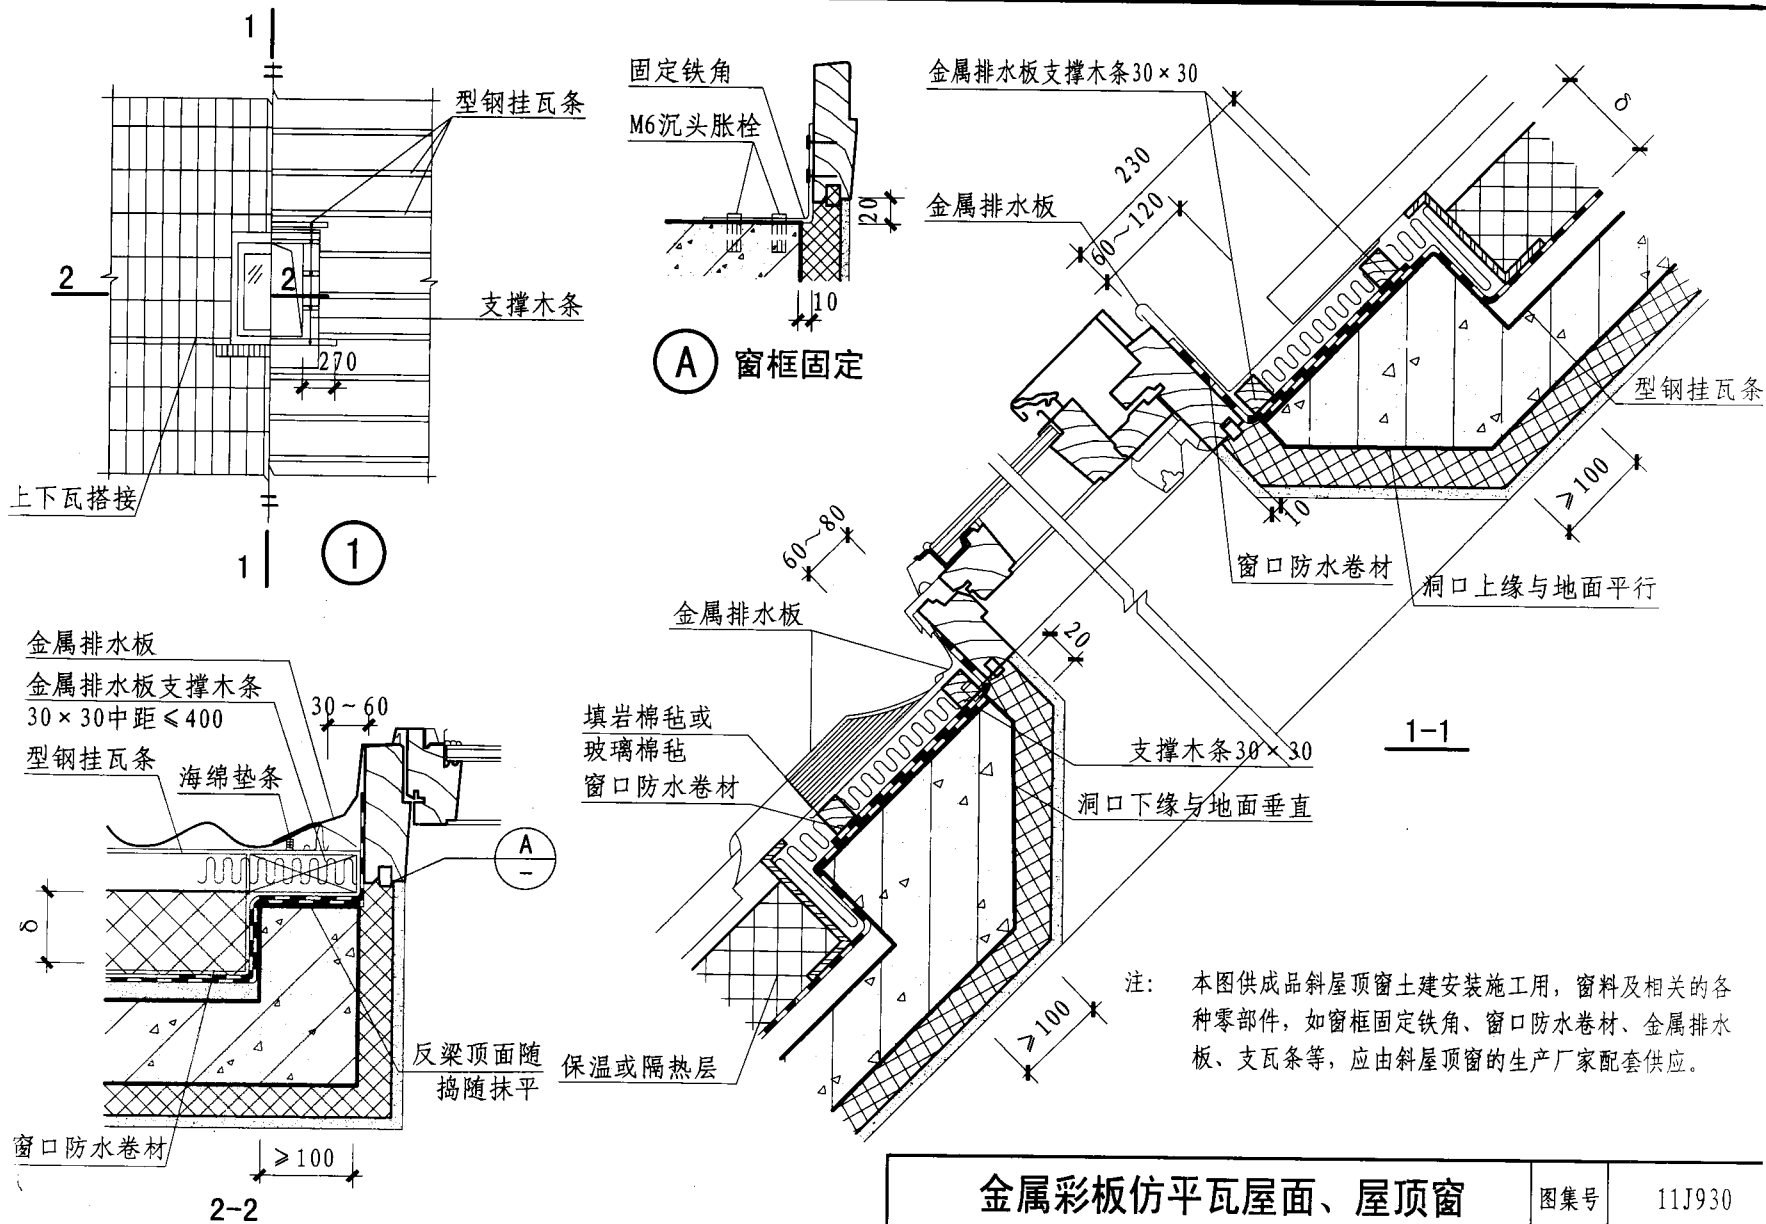 1
型钢挂瓦条
2
2
支撑木条
270
上下瓦搭接
1
1
固定铁角
M6沉头胀栓
20
10
A 窗框固定
金属排水板支撑木条30×30
δ
230
金属排水板
60~120
型钢挂瓦条
≥100
10
窗口防水卷材
洞口上缘与地面平行
60~80
金属排水板
20
填岩棉毡或
玻璃棉毡
窗口防水卷材
支撑木条30×30
洞口下缘与地面垂直
1-1
保温或隔热层
≥100
金属排水板
金属排水板支撑木条
30×30中距≤400
型钢挂瓦条
海绵垫条
30~60
A
-
δ
反梁顶面随
捣随抹平
窗口防水卷材
≥100
2-2
注: 本图供成品斜屋顶窗土建安装施工用，窗料及相关的各
种零部件，如窗框固定铁角、窗口防水卷材、金属排水
板、支瓦条等，应由斜屋顶窗的生产厂家配套供应。
金属彩板仿平瓦屋面、屋顶窗 图集号 11J930